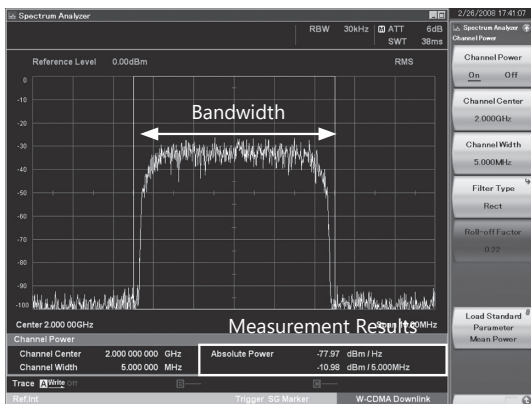 Spectrum Analyzer
2/26/2008 17:41:07
RBW 30kHz M ATT 6dB
SWT 38ms
Reference Level 0.00dBm
RMS
0
-10
-20
-30
-40
-50
-60
-70
-80
-90
-100
Bandwidth
Center 2.000 00GHz
Measurement Results
MHz
Channel Power
Channel Center 2.000 000 000 GHz
Absolute Power -77.97 dBm / Hz
Channel Width 5.000 000 MHz
-10.98 dBm / 5.000MHz
Trace A Write Off
Ref.Int
Trigger SG Marker
W-CDMA Downlink
Spectrum Analyzer
Channel Power
Channel Power
On Off
Channel Center
2.000GHz
Channel Width
5.000MHz
Filter Type
Rect
Roll-off Factor
0.22
Load Standard
Parameter
Mean Power